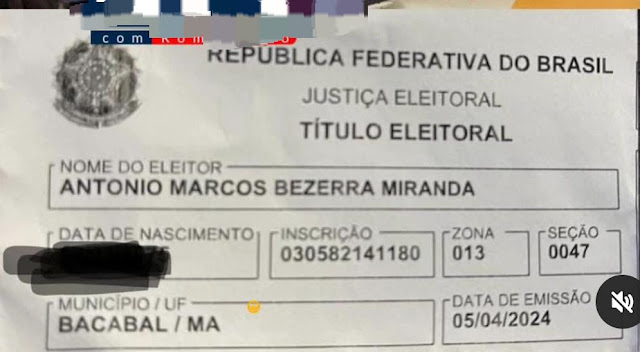 com
REPÚBLICA FEDERATIVA DO BRASIL
JUSTIÇA ELEITORAL
TÍTULO ELEITORAL
NOME DO ELEITOR
ANTONIO MARCOS BEZERRA MIRANDA
DATA DE NASCIMENTO INSCRIÇÃO ZONA SEÇÃO
030582141180 013 0047
MUNICÍPIO / UF DATA DE EMISSÃO
BACABAL / MA 05/04/2024